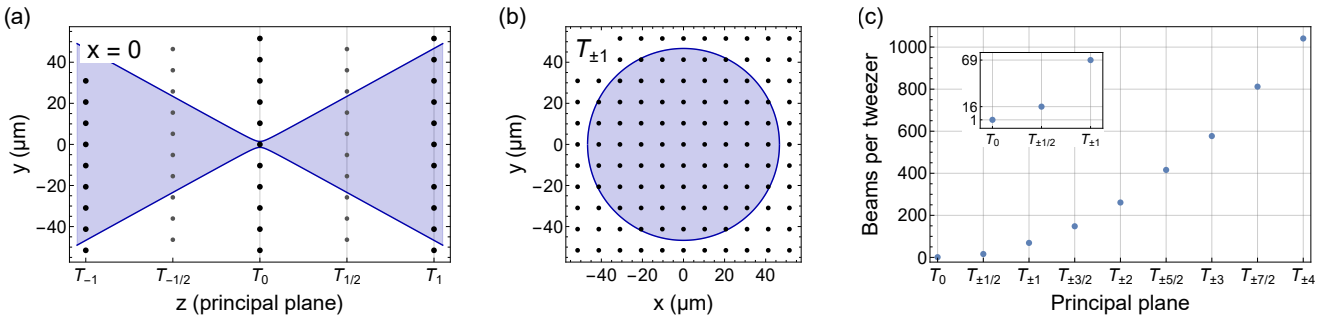 (a)
x = 0
y (μm)
40
20
0
−20
−40
T₋₁
T₋₁/₂
T₀
T₁/₂
T₁
z (principal plane)
(b)
T±₁
y (μm)
40
20
0
−20
−40
−40
−20
0
20
40
x (μm)
(c)
Beams per tweezer
1000
800
600
400
200
0
69
16
1
T₀
T±₁/₂
T±₁
T₀
T±₁/₂
T±₁
T±₃/₂
T±₂
T±₅/₂
T±₃
T±₇/₂
T±₄
Principal plane